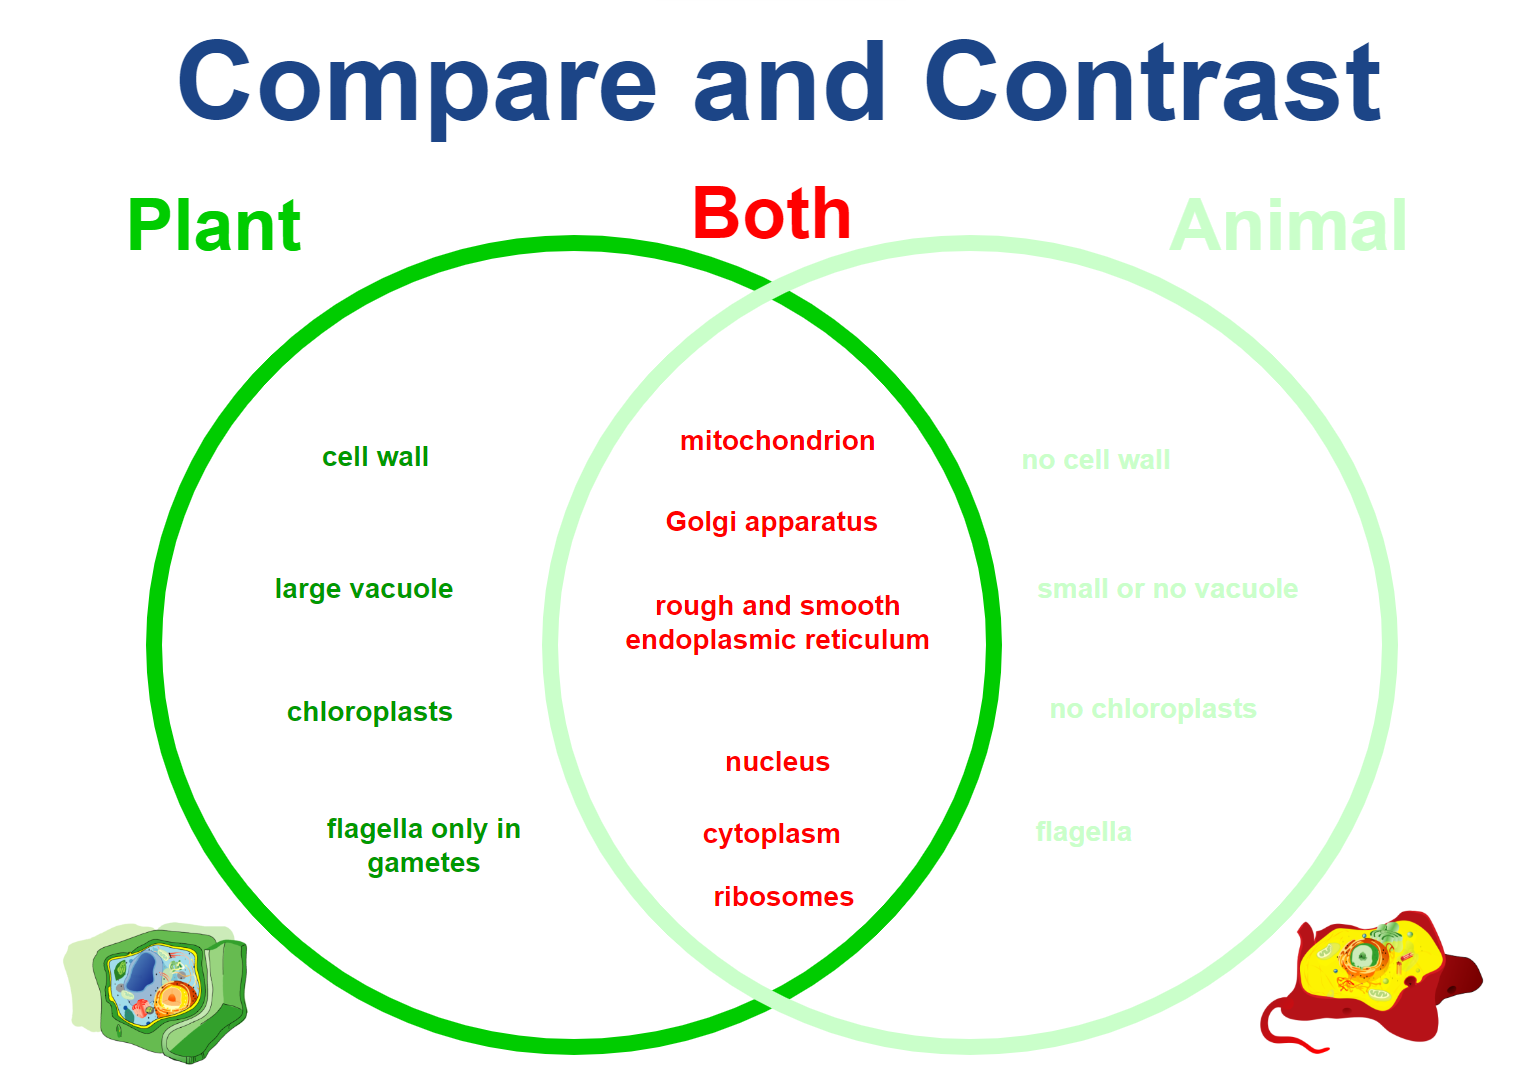 Compare and Contrast
Plant
Both
Animal
cell wall
large vacuole
chloroplasts
flagella only in
gametes
mitochondrion
Golgi apparatus
rough and smooth
endoplasmic reticulum
nucleus
cytoplasm
ribosomes
no cell wall
small or no vacuole
no chloroplasts
flagella